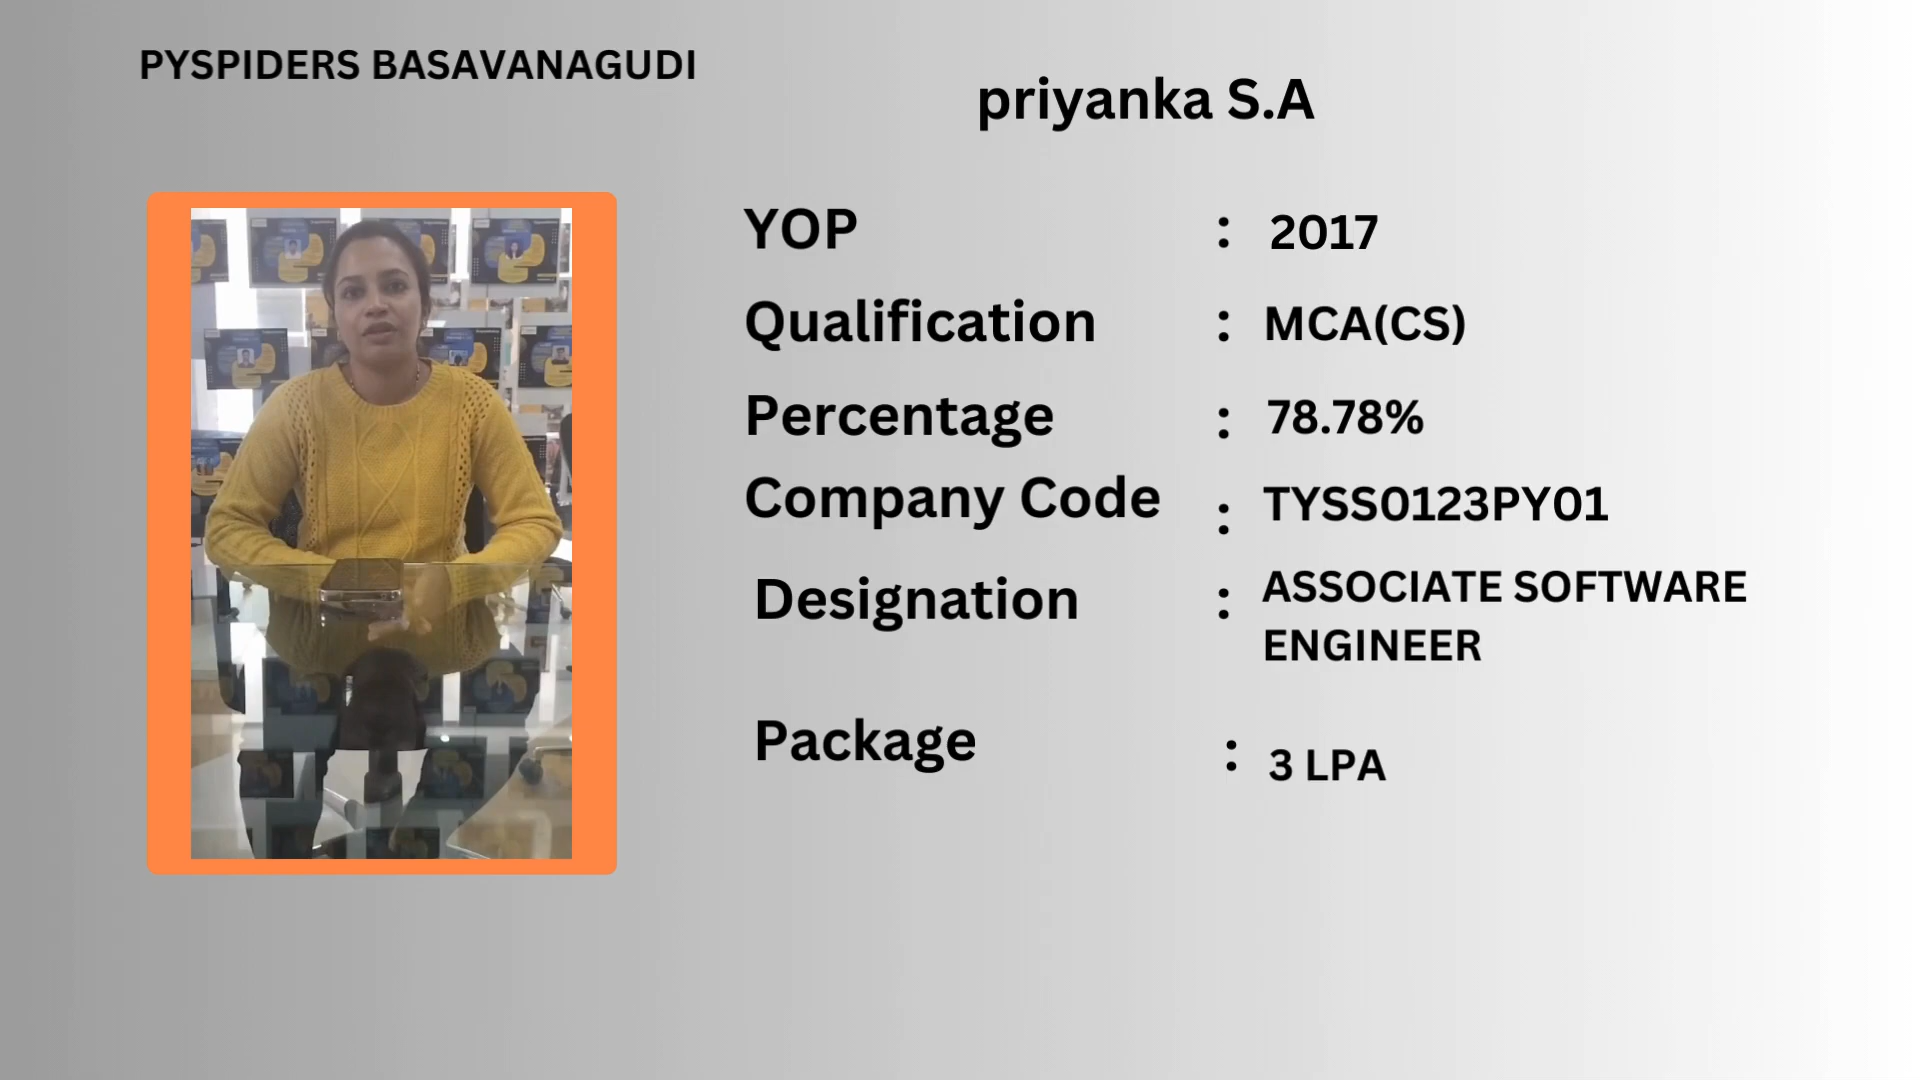 PYSPIDERS BASAVANAGUDI
priyanka S.A
YOP : 2017
Qualification : MCA(CS)
Percentage : 78.78%
Company Code : TYSS0123PY01
Designation : ASSOCIATE SOFTWARE
ENGINEER
Package : 3 LPA